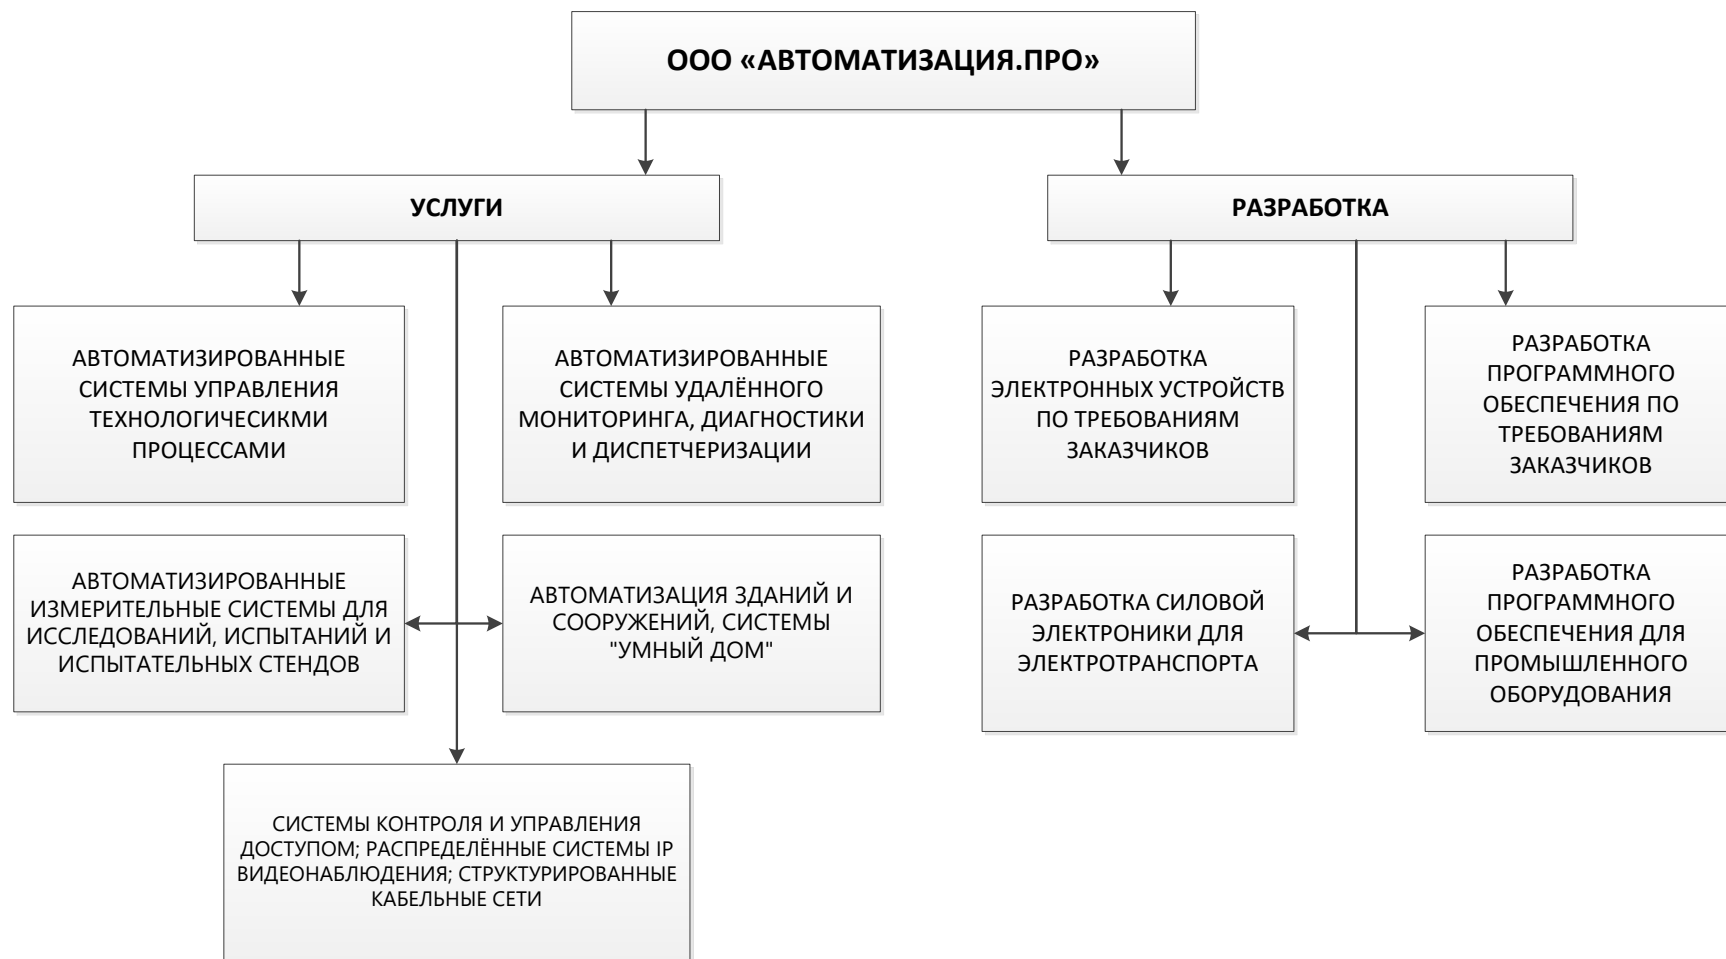 ООО «АВТОМАТИЗАЦИЯ.ПРО»
УСЛУГИ
РАЗРАБОТКА
АВТОМАТИЗИРОВАННЫЕ
СИСТЕМЫ УПРАВЛЕНИЯ
ТЕХНОЛОГИЧЕСИКМИ
ПРОЦЕССАМИ
АВТОМАТИЗИРОВАННЫЕ
СИСТЕМЫ УДАЛЁННОГО
МОНИТОРИНГА, ДИАГНОСТИКИ
И ДИСПЕТЧЕРИЗАЦИИ
РАЗРАБОТКА
ЭЛЕКТРОННЫХ УСТРОЙСТВ
ПО ТРЕБОВАНИЯМ
ЗАКАЗЧИКОВ
РАЗРАБОТКА
ПРОГРАММНОГО
ОБЕСПЕЧЕНИЯ ПО
ТРЕБОВАНИЯМ
ЗАКАЗЧИКОВ
АВТОМАТИЗИРОВАННЫЕ
ИЗМЕРИТЕЛЬНЫЕ СИСТЕМЫ ДЛЯ
ИССЛЕДОВАНИЙ, ИСПЫТАНИЙ И
ИСПЫТАТЕЛЬНЫХ СТЕНДОВ
АВТОМАТИЗАЦИЯ ЗДАНИЙ И
СООРУЖЕНИЙ, СИСТЕМЫ
"УМНЫЙ ДОМ"
РАЗРАБОТКА СИЛОВОЙ
ЭЛЕКТРОНИКИ ДЛЯ
ЭЛЕКТРОТРАНСПОРТА
РАЗРАБОТКА
ПРОГРАММНОГО
ОБЕСПЕЧЕНИЯ ДЛЯ
ПРОМЫШЛЕННОГО
ОБОРУДОВАНИЯ
СИСТЕМЫ КОНТРОЛЯ И УПРАВЛЕНИЯ
ДОСТУПОМ; РАСПРЕДЕЛЁННЫЕ СИСТЕМЫ IP
ВИДЕОНАБЛЮДЕНИЯ; СТРУКТУРИРОВАННЫЕ
КАБЕЛЬНЫЕ СЕТИ